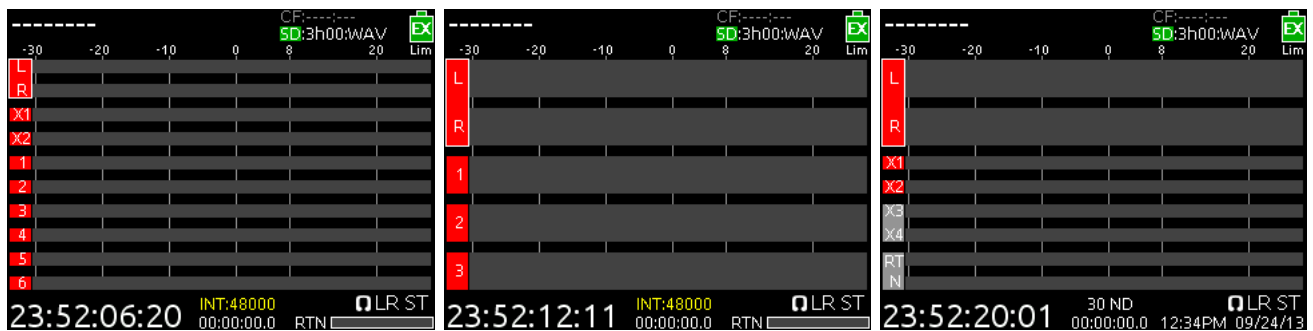 --------
CF:----:---
SD:3h00:WAV
EX
-30 -20 -10 0 8 20 Lim
L
R
X1
X2
1
2
3
4
5
6
23:52:06:20
INT:48000
00:00:00.0
RTN
LR ST
--------
CF:----:---
SD:3h00:WAV
EX
-30 -20 -10 0 8 20 Lim
L
R
1
2
3
23:52:12:11
INT:48000
00:00:00.0
RTN
LR ST
--------
CF:----:---
SD:3h00:WAV
EX
-30 -20 -10 0 8 20 Lim
L
R
X1
X2
X3
X4
RT
N
23:52:20:01
30 ND
LR ST
00:00:00.0 12:34PM 09/24/13